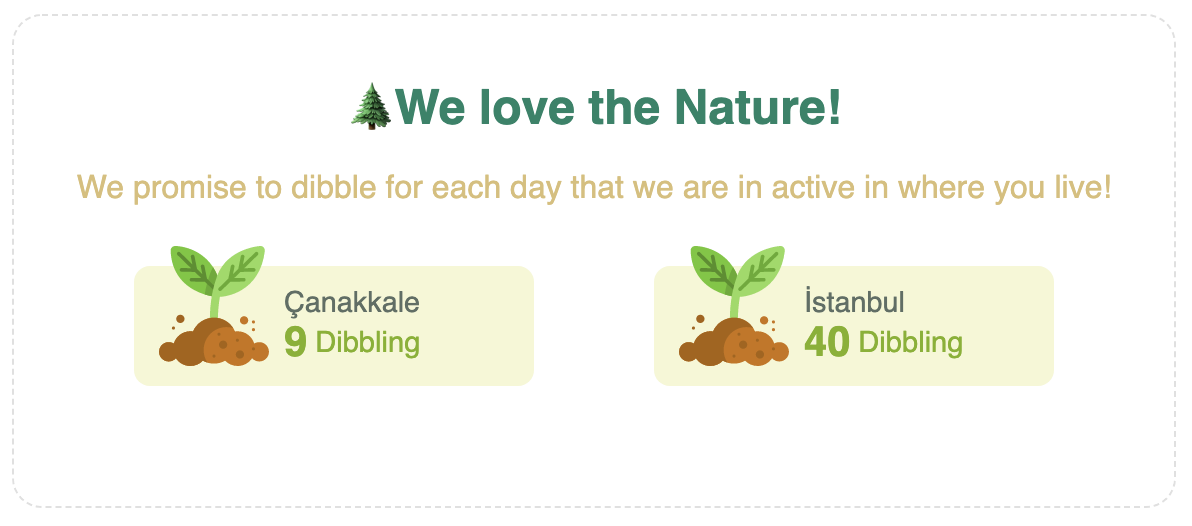 🌲We love the Nature!
We promise to dibble for each day that we are in active in where you live!
Çanakkale
9 Dibbling
İstanbul
40 Dibbling